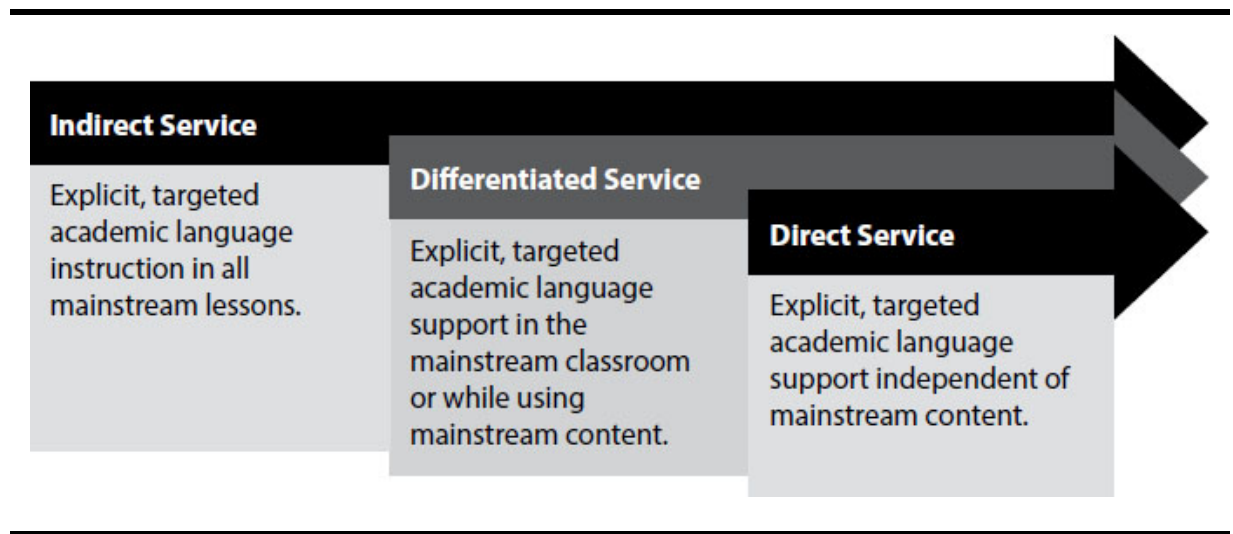 Indirect Service
Explicit, targeted
academic language
instruction in all
mainstream lessons.
Differentiated Service
Explicit, targeted
academic language
support in the
mainstream classroom
or while using
mainstream content.
Direct Service
Explicit, targeted
academic language
support independent of
mainstream content.